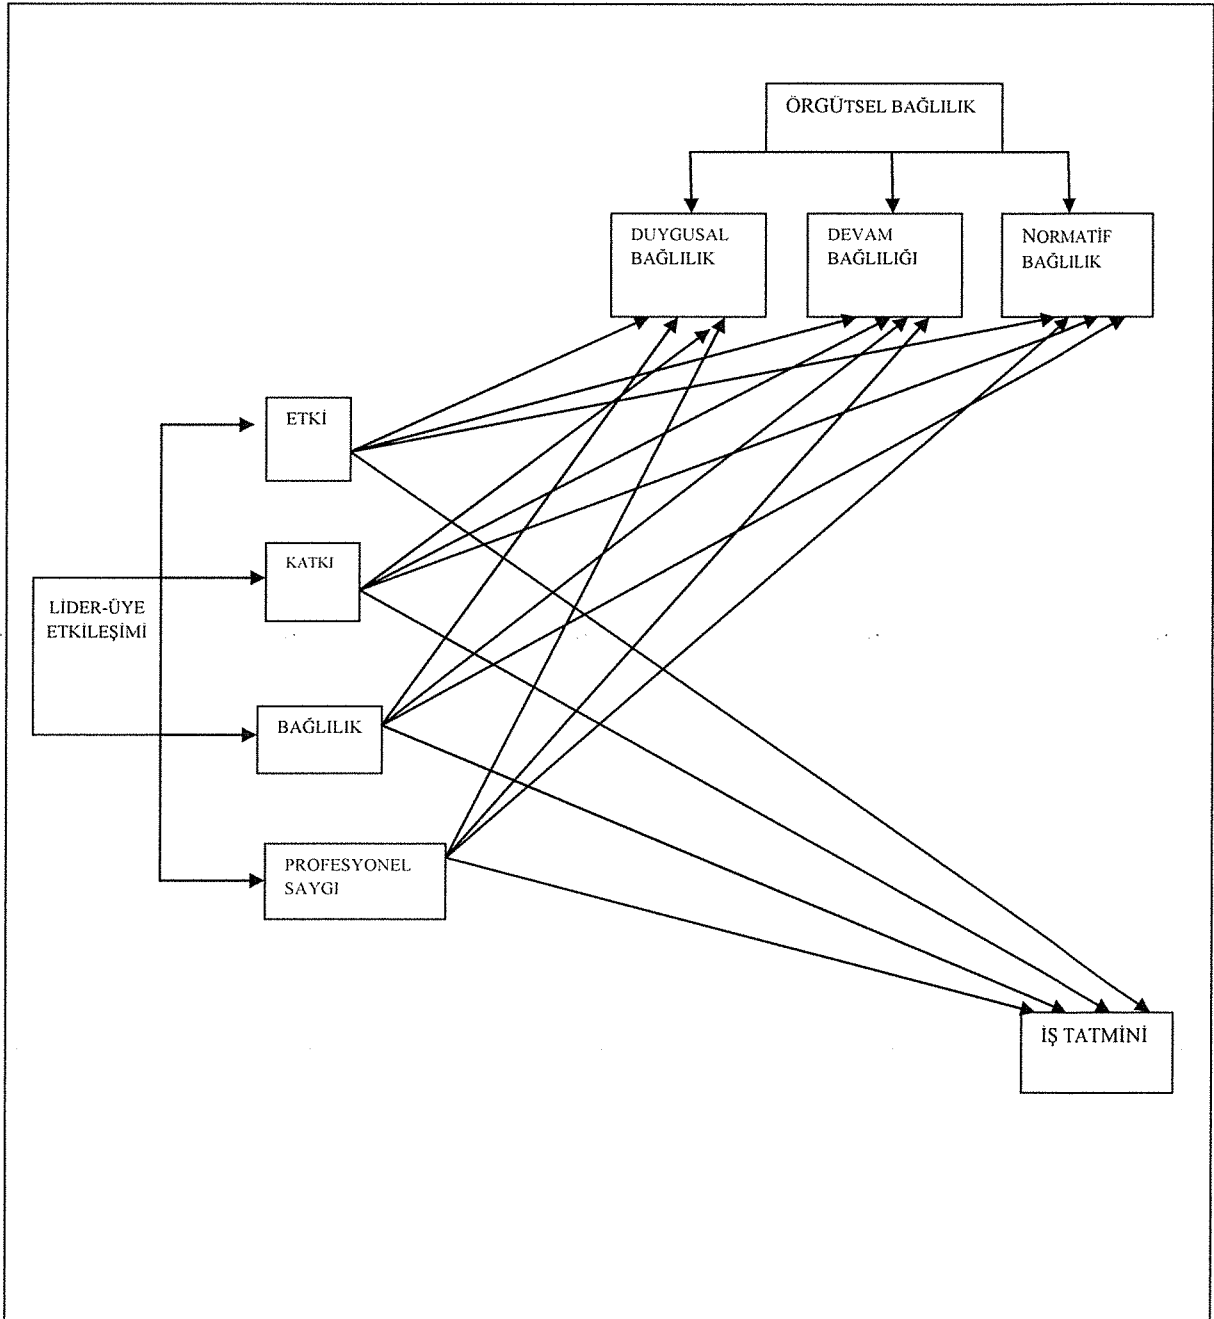 ÖRGÜTSEL BAĞLILIK
DUYGUSAL
BAĞLILIK
DEVAM
BAĞLILIĞI
NORMATİF
BAĞLILIK
ETKİ
KATKI
LİDER-ÜYE
ETKİLEŞİMİ
BAĞLILIK
PROFESYONEL
SAYGI
İŞ TATMİNİ